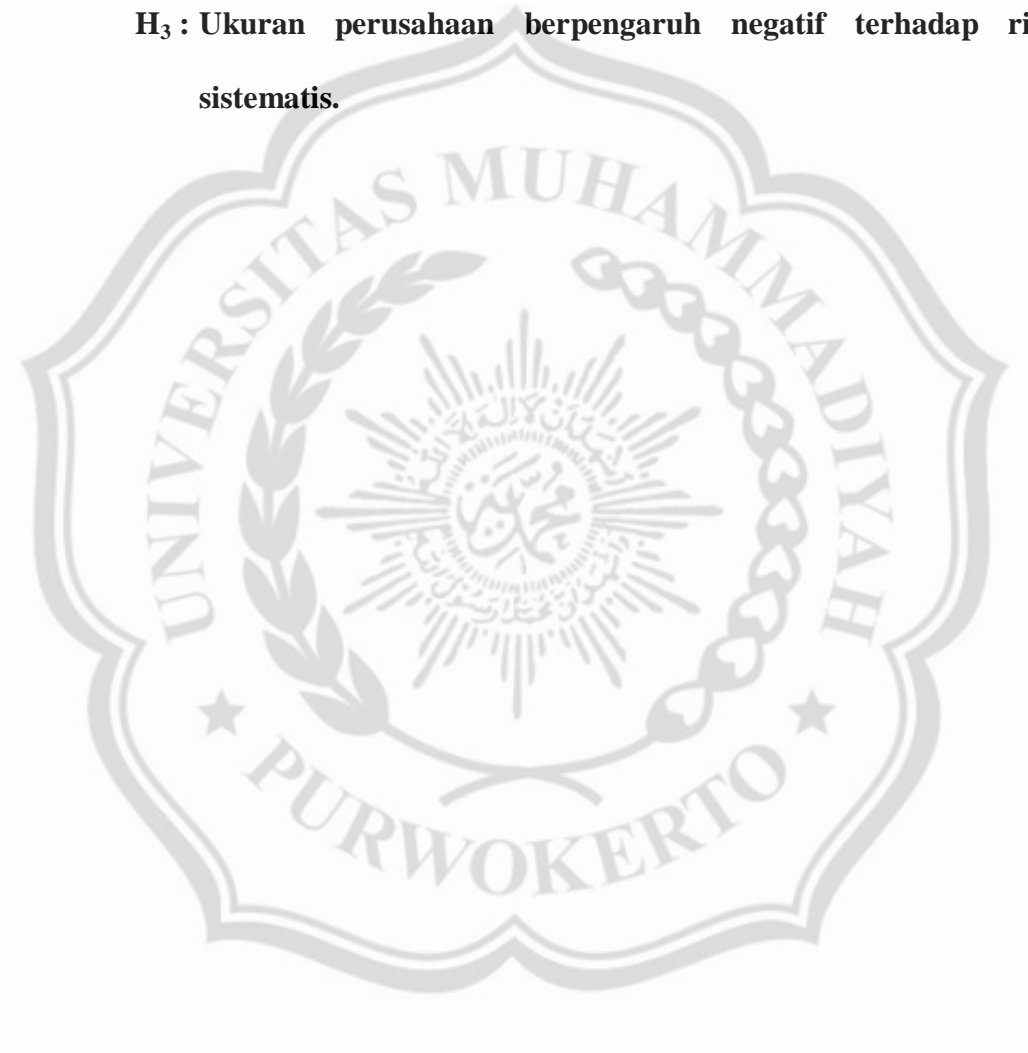 H₃ : Ukuran perusahaan berpengaruh negatif terhadap ri
sistematis.
UNIVERSITAS MUHAMMADIYAH
PURWOKERTO